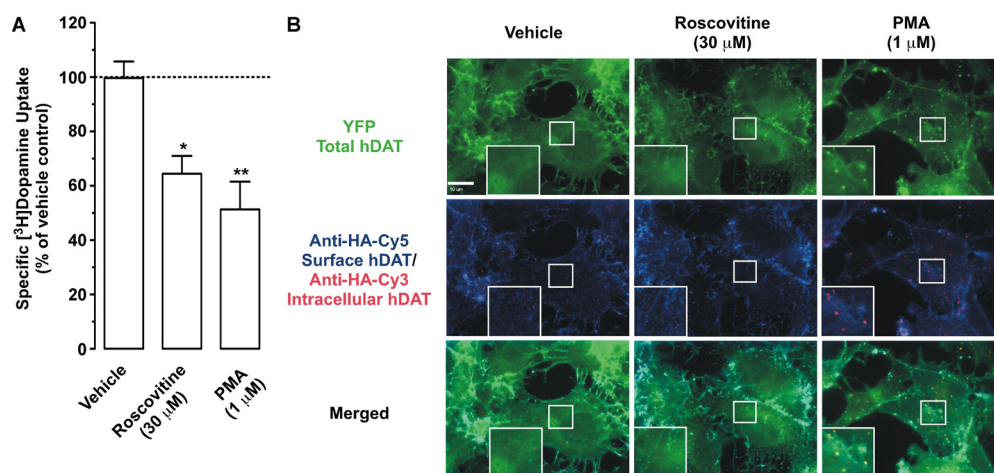 A
120
100
80
60
40
20
0
Specific [³H]Dopamine Uptake
(% of vehicle control)
*
**
Vehicle
Roscovitine
(30 μM)
PMA
(1 μM)
B
Vehicle
Roscovitine
(30 μM)
PMA
(1 μM)
YFP
Total hDAT
10 um
Anti-HA-Cy5
Surface hDAT/
Anti-HA-Cy3
Intracellular hDAT
Merged